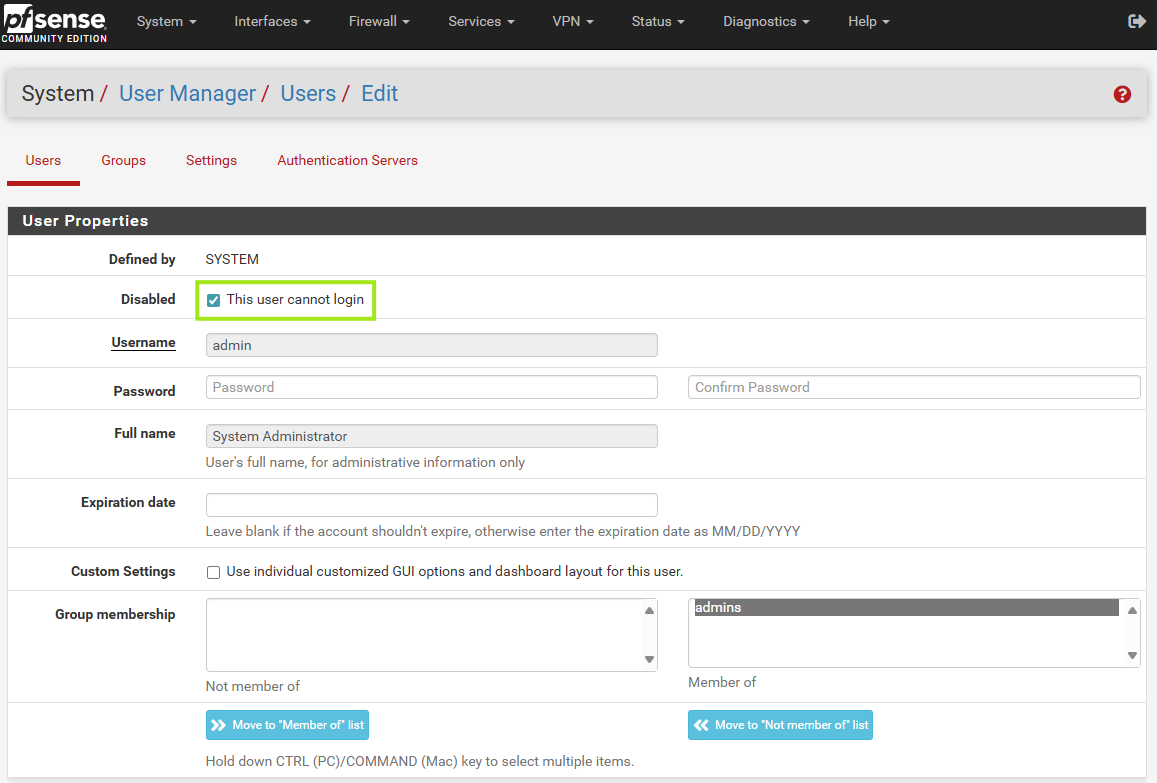 pfsense
COMMUNITY EDITION
System Interfaces Firewall Services VPN Status Diagnostics Help
System / User Manager / Users / Edit
?
Users Groups Settings Authentication Servers
User Properties
Defined by SYSTEM
Disabled This user cannot login
Username admin
Password Password Confirm Password
Full name System Administrator
User's full name, for administrative information only
Expiration date
Leave blank if the account shouldn't expire, otherwise enter the expiration date as MM/DD/YYYY
Custom Settings Use individual customized GUI options and dashboard layout for this user.
Group membership admins
Not member of Member of
Move to "Member of" list Move to "Not member of" list
Hold down CTRL (PC)/COMMAND (Mac) key to select multiple items.